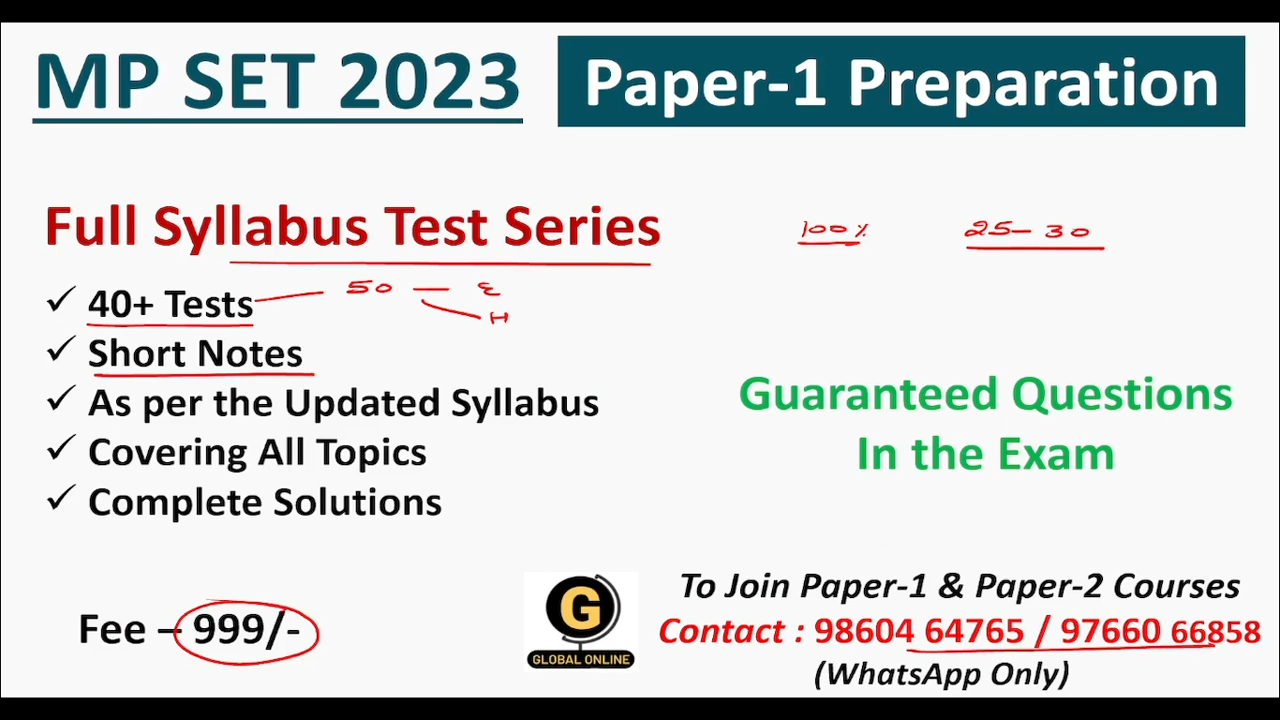 MP SET 2023
Paper-1 Preparation
Full Syllabus Test Series
100%
25-30
✓ 40+ Tests
50 — E
H
✓ Short Notes
✓ As per the Updated Syllabus
✓ Covering All Topics
✓ Complete Solutions
Guaranteed Questions
In the Exam
Fee – 999/-
G
GLOBAL ONLINE
To Join Paper-1 & Paper-2 Courses
Contact : 98604 64765 / 97660 66858
(WhatsApp Only)